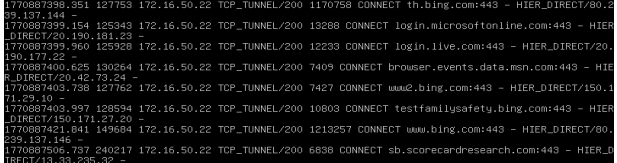 1770887398.351 127753 172.16.50.22 TCP_TUNNEL/200 1170758 CONNECT th.bing.com:443 - HIER_DIRECT/80.2
39.137.144 -
1770887399.154 125343 172.16.50.22 TCP_TUNNEL/200 13288 CONNECT login.microsoftonline.com:443 - HIER
_DIRECT/20.190.181.23 -
1770887399.960 125928 172.16.50.22 TCP_TUNNEL/200 12233 CONNECT login.live.com:443 - HIER_DIRECT/20.
190.177.22 -
1770887400.625 130264 172.16.50.22 TCP_TUNNEL/200 7409 CONNECT browser.events.data.msn.com:443 - HIE
R_DIRECT/20.42.73.24 -
1770887403.738 127762 172.16.50.22 TCP_TUNNEL/200 7427 CONNECT www2.bing.com:443 - HIER_DIRECT/150.1
71.29.10 -
1770887403.997 128594 172.16.50.22 TCP_TUNNEL/200 10803 CONNECT testfamilysafety.bing.com:443 - HIER
_DIRECT/150.171.27.20 -
1770887421.841 149684 172.16.50.22 TCP_TUNNEL/200 1213257 CONNECT www.bing.com:443 - HIER_DIRECT/80.
239.137.146 -
1770887506.737 240217 172.16.50.22 TCP_TUNNEL/200 6838 CONNECT sb.scorecardresearch.com:443 - HIER_D
IRECT/13.33.235.32 -